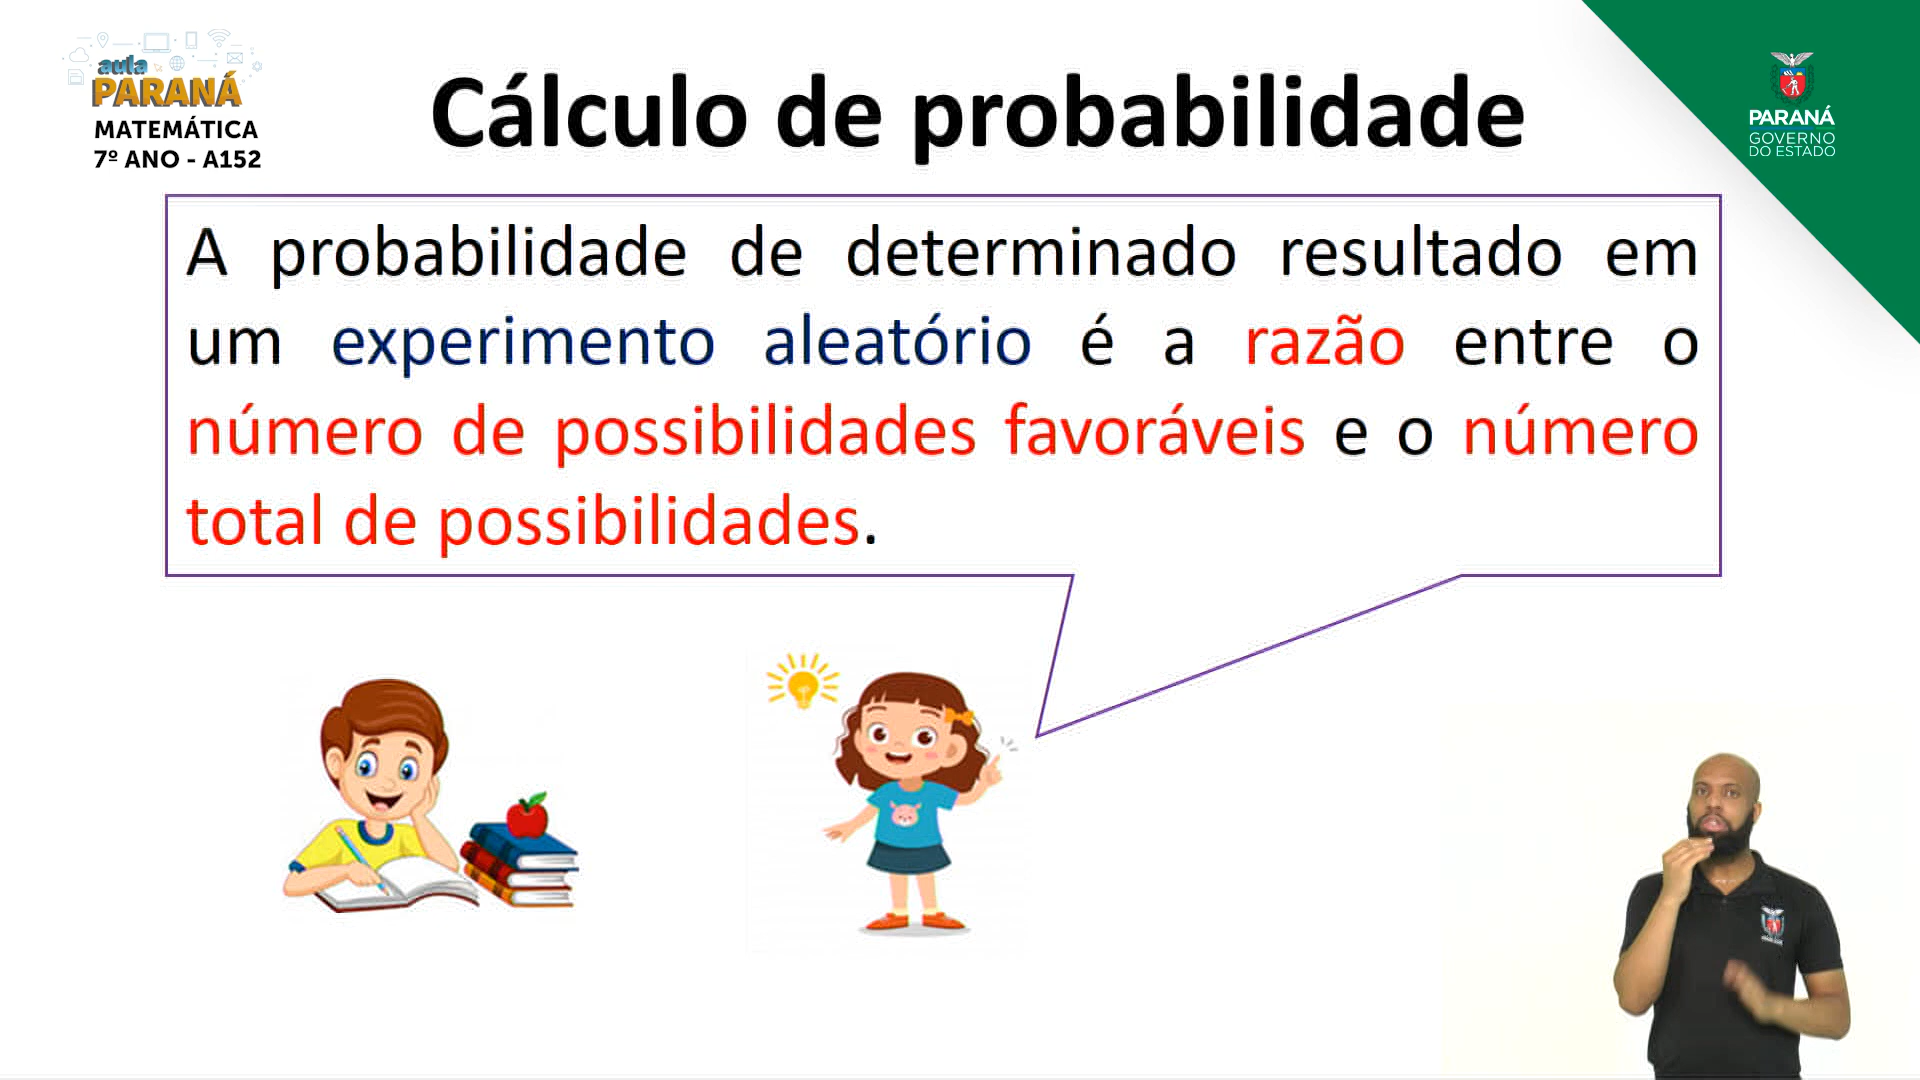 aula
PARANÁ
MATEMÁTICA
7º ANO - A152
Cálculo de probabilidade
PARANÁ
GOVERNO
DO ESTADO
A probabilidade de determinado resultado em
um experimento aleatório é a razão entre o
número de possibilidades favoráveis e o número
total de possibilidades.